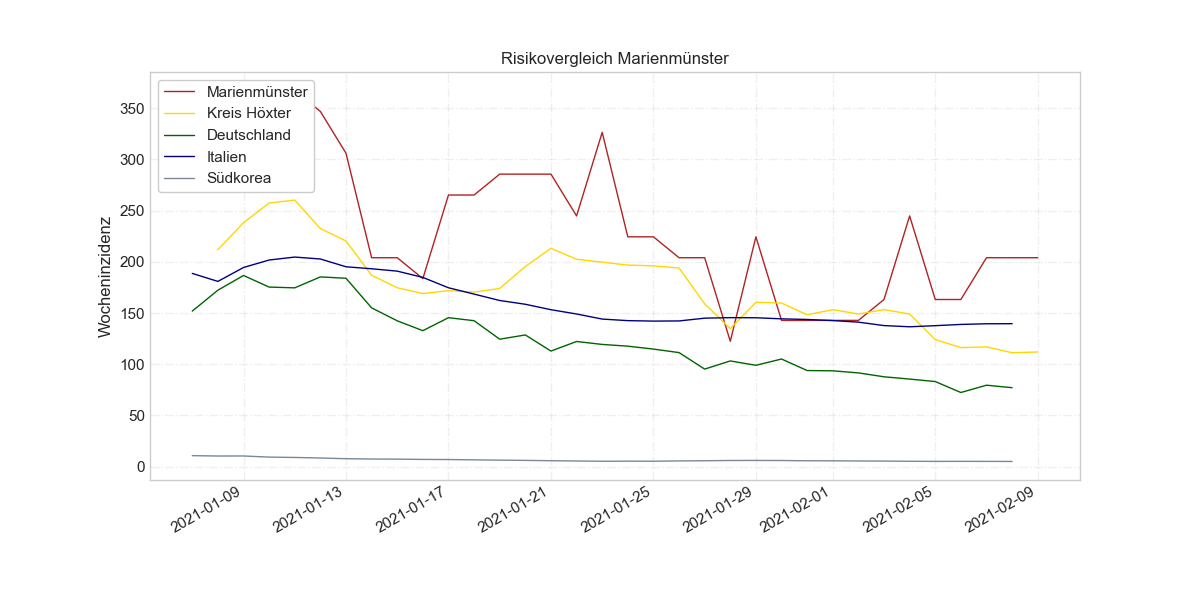 Risikovergleich Marienmünster
Marienmünster
Kreis Höxter
Deutschland
Italien
Südkorea
Wocheninzidenz
350
300
250
200
150
100
50
0
2021-01-09
2021-01-13
2021-01-17
2021-01-21
2021-01-25
2021-01-29
2021-02-01
2021-02-05
2021-02-09